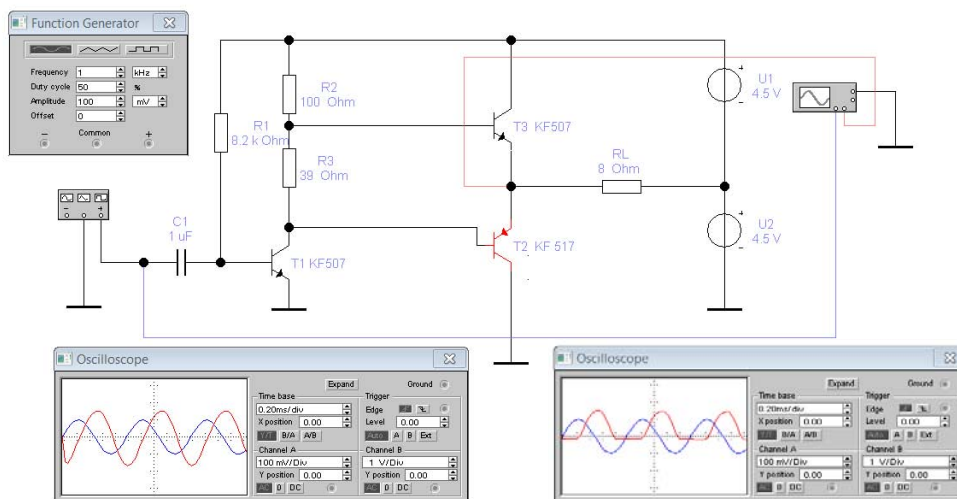 Function Generator
Frequency 1 kHz
Duty cycle 50 %
Amplitude 100 mV
Offset 0
− Common +
R2
100 Ohm
R1
8.2 k Ohm
R3
39 Ohm
T3 KF507
RL
8 Ohm
U1
4.5 V
U2
4.5 V
C1
1 uF
− +
T1 KF507
T2 KF 517
+
-
+
-
Oscilloscope
Expand Ground
Time base Trigger
0.20ms/div Edge
X position 0.00 Level 0.00
Y/T B/A A/B Auto A B Ext
Channel A Channel B
100 mV/Div 1 V/Div
Y position 0.00 Y position 0.00
AC 0 DC AC 0 DC
Oscilloscope
Expand Ground
Time base Trigger
0.20ms/div Edge
X position 0.00 Level 0.00
Y/T B/A A/B Auto A B Ext
Channel A Channel B
100 mV/Div 1 V/Div
Y position 0.00 Y position 0.00
AC 0 DC AC 0 DC